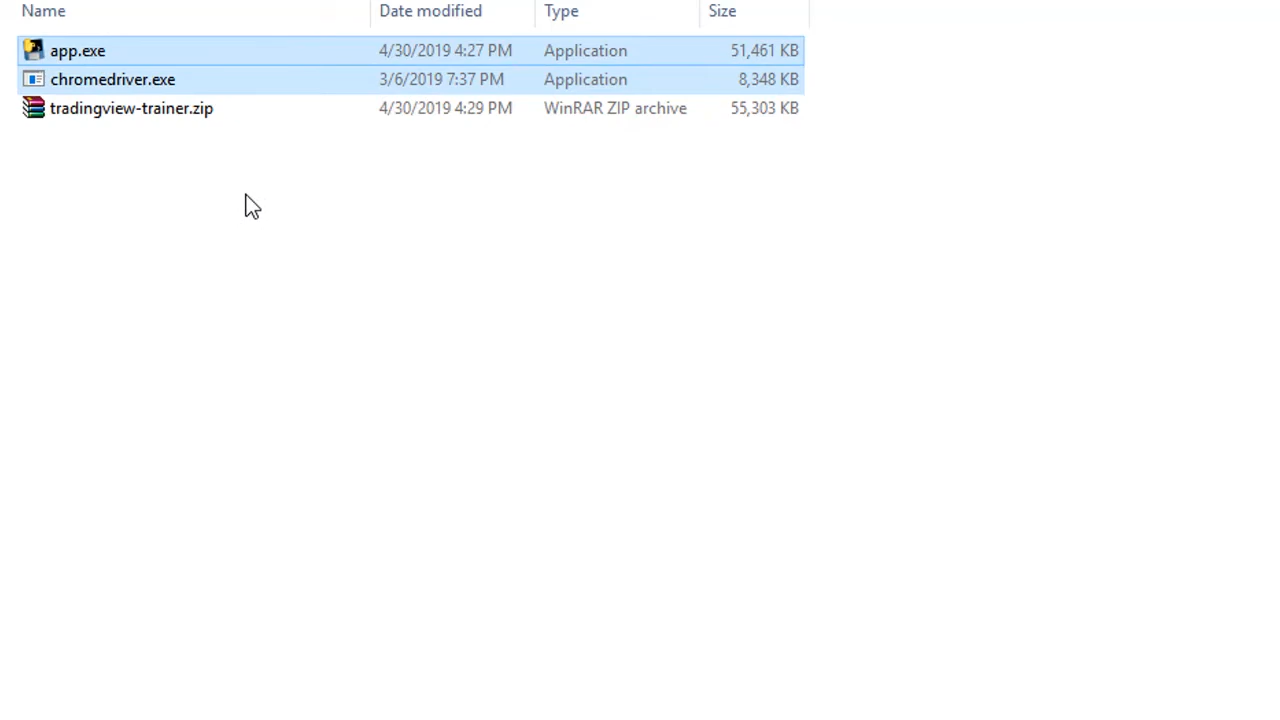 Name Date modified Type Size
app.exe 4/30/2019 4:27 PM Application 51,461 KB
chromedriver.exe 3/6/2019 7:37 PM Application 8,348 KB
tradingview-trainer.zip 4/30/2019 4:29 PM WinRAR ZIP archive 55,303 KB